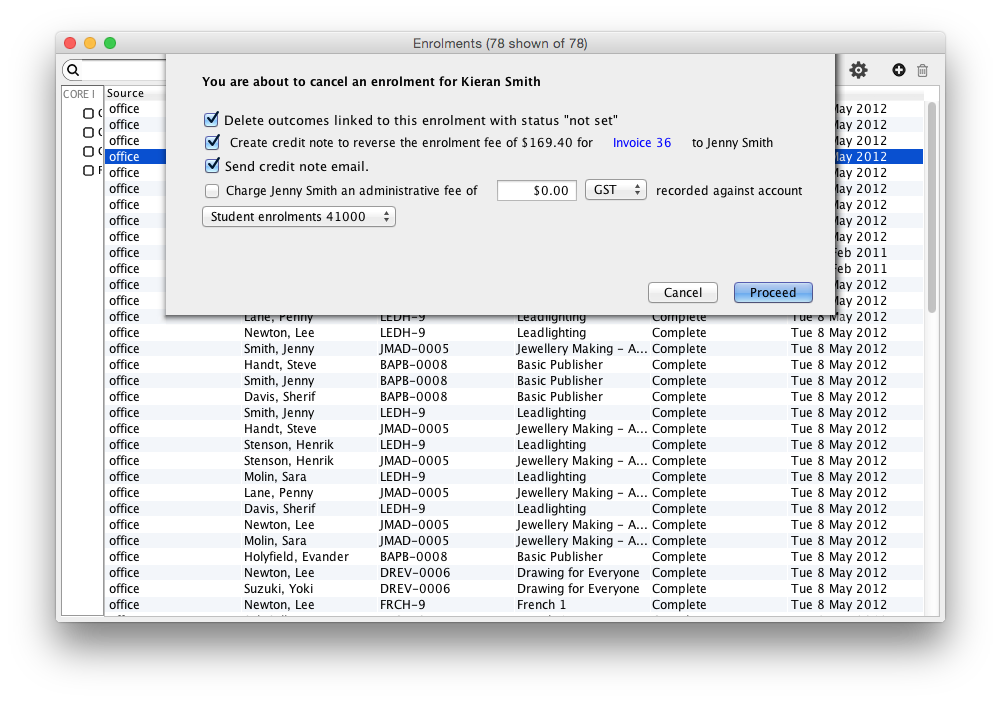 Enrolments (78 shown of 78)
You are about to cancel an enrolment for Kieran Smith
Delete outcomes linked to this enrolment with status "not set"
Create credit note to reverse the enrolment fee of $169.40 for Invoice 36 to Jenny Smith
Send credit note email.
Charge Jenny Smith an administrative fee of $0.00 GST recorded against account
Student enrolments 41000
Cancel Proceed
CORE Source
office May 2012
office May 2012
office May 2012
office May 2012
office May 2012
office May 2012
office May 2012
office May 2012
office May 2012
office Feb 2011
office Feb 2011
office May 2012
office May 2012
office Lane, Penny LEDH-9 Leadlighting Complete Tue 8 May 2012
office Newton, Lee LEDH-9 Leadlighting Complete Tue 8 May 2012
office Smith, Jenny JMAD-0005 Jewellery Making - A... Complete Tue 8 May 2012
office Handt, Steve BAPB-0008 Basic Publisher Complete Tue 8 May 2012
office Smith, Jenny BAPB-0008 Basic Publisher Complete Tue 8 May 2012
office Davis, Sherif BAPB-0008 Basic Publisher Complete Tue 8 May 2012
office Smith, Jenny LEDH-9 Leadlighting Complete Tue 8 May 2012
office Handt, Steve JMAD-0005 Jewellery Making - A... Complete Tue 8 May 2012
office Stenson, Henrik LEDH-9 Leadlighting Complete Tue 8 May 2012
office Stenson, Henrik JMAD-0005 Jewellery Making - A... Complete Tue 8 May 2012
office Molin, Sara LEDH-9 Leadlighting Complete Tue 8 May 2012
office Lane, Penny JMAD-0005 Jewellery Making - A... Complete Tue 8 May 2012
office Davis, Sherif LEDH-9 Leadlighting Complete Tue 8 May 2012
office Newton, Lee JMAD-0005 Jewellery Making - A... Complete Tue 8 May 2012
office Molin, Sara JMAD-0005 Jewellery Making - A... Complete Tue 8 May 2012
office Holyfield, Evander BAPB-0008 Basic Publisher Complete Tue 8 May 2012
office Newton, Lee DREV-0006 Drawing for Everyone Complete Tue 8 May 2012
office Suzuki, Yoki DREV-0006 Drawing for Everyone Complete Tue 8 May 2012
office Newton, Lee FRCH-9 French 1 Complete Tue 8 May 2012